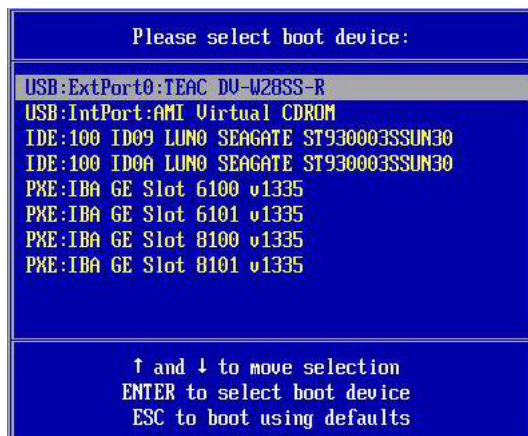 Please select boot device:
USB:ExtPort0:TEAC DV-W28SS-R
USB:IntPort:AMI Virtual CDROM
IDE:100 ID09 LUN0 SEAGATE ST930003SSUN30
IDE:100 ID0A LUN0 SEAGATE ST930003SSUN30
PXE:IBA GE Slot 6100 v1335
PXE:IBA GE Slot 6101 v1335
PXE:IBA GE Slot 8100 v1335
PXE:IBA GE Slot 8101 v1335
↑ and ↓ to move selection
ENTER to select boot device
ESC to boot using defaults